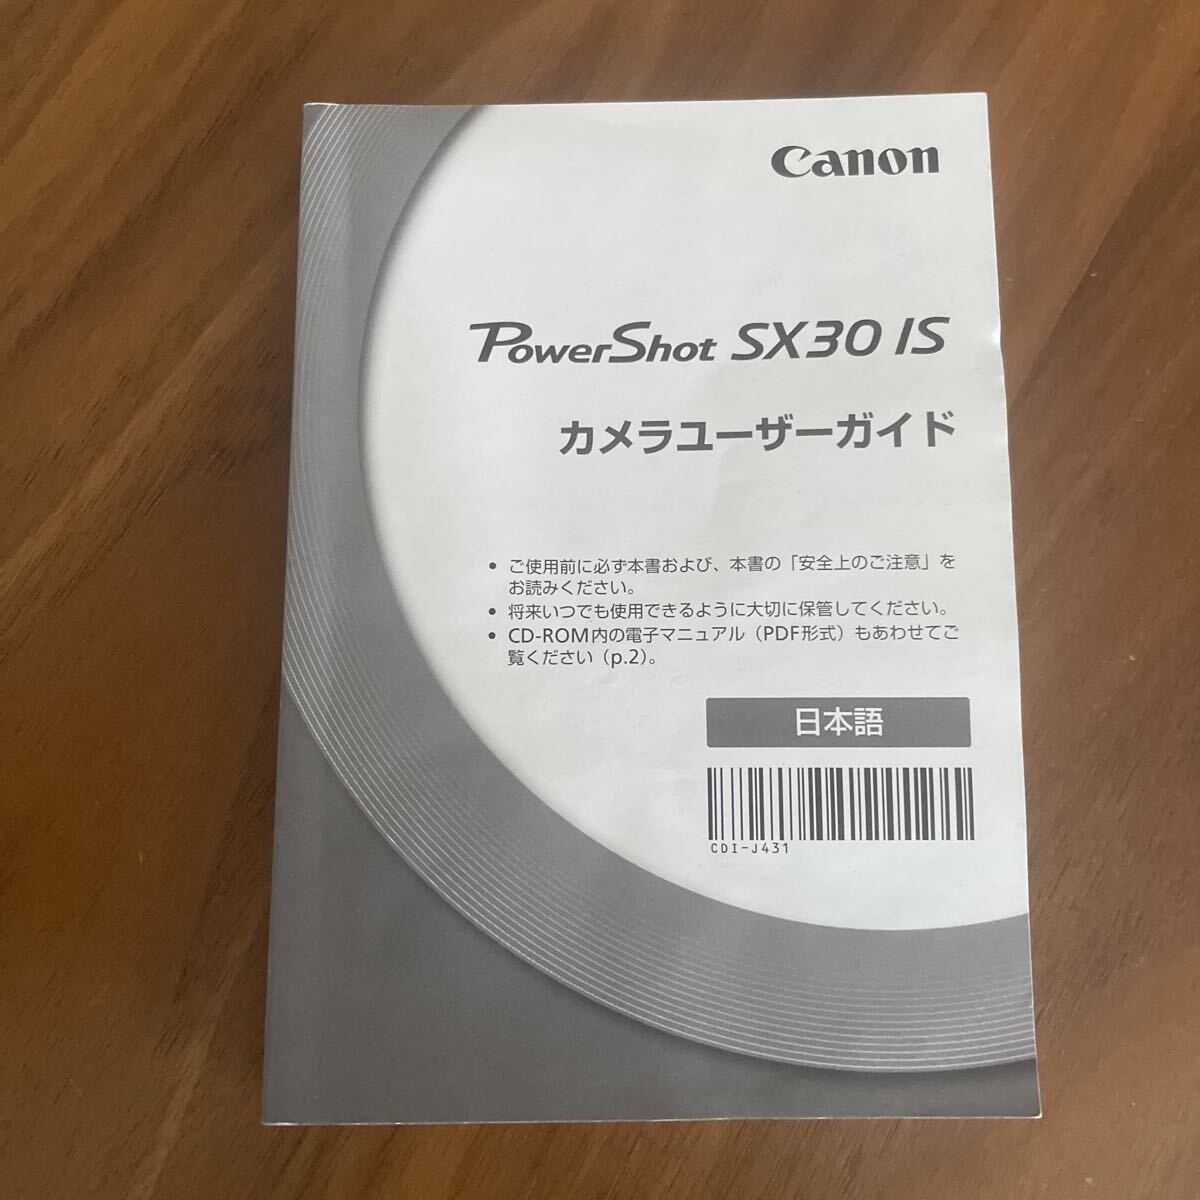 Canon
PowerShot SX30 IS
カメラユーザーガイド
• ご使用前に必ず本書および、本書の「安全上のご注意」を
お読みください。
• 将来いつでも使用できるように大切に保管してください。
• CD-ROM内の電子マニュアル（PDF形式）もあわせてご
覧ください（p.2）。
日本語
CDI-J431